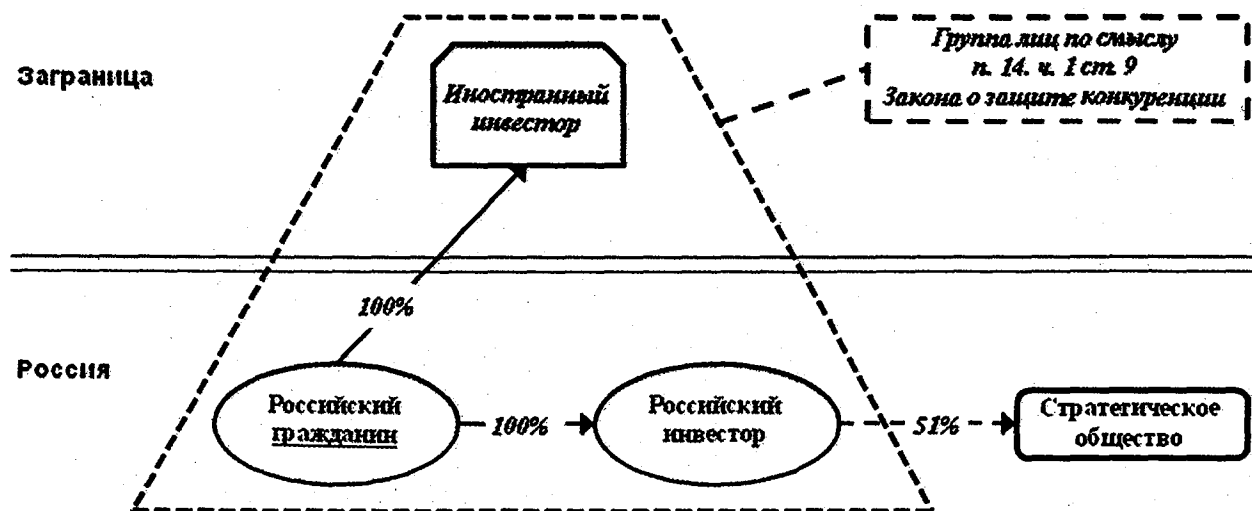 Заграница
Иностранный
инвестор
Группа лиц по смыслу
п. 14. ч. 1 ст. 9
Закона о защите конкуренции
100%
Россия
Российский
гражданин
100%
Российский
инвестор
51%
Стратегическое
общество